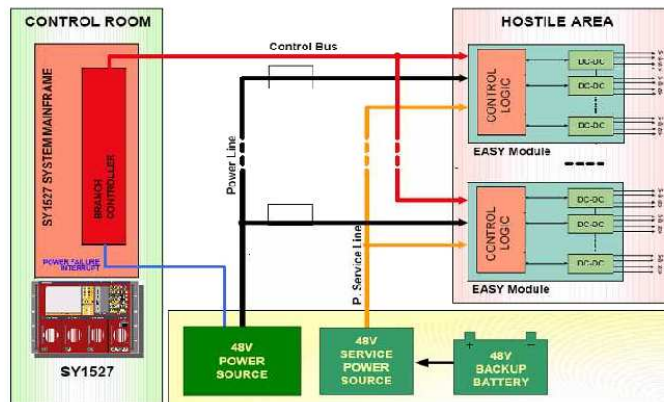 CONTROL ROOM
HOSTILE AREA
SY1527 SYSTEM MAINFRAME
BRANCH
CONTROLLER
Control Bus
Power Line
P. Service Line
CONTROL
LOGIC
DC-DC
DC-DC
DC-DC
EASY Module
CONTROL
LOGIC
DC-DC
DC-DC
DC-DC
EASY Module
POWER FAILURE
INTERRUPT
SY1527
48V
POWER
SOURCE
48V
SERVICE
POWER
SOURCE
+
−
48V
BACKUP
BATTERY